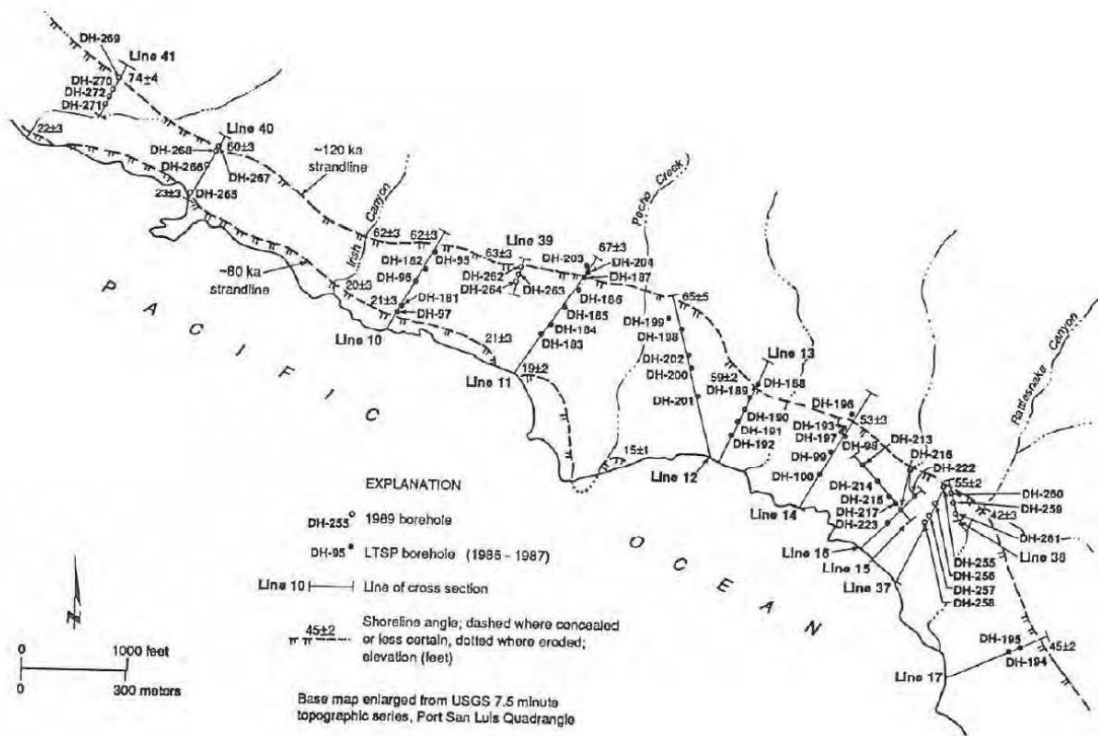 DH-269
Line 41
DH-270
74±4
DH-272
DH-271
22±3
Line 40
DH-268
60±3
DH-266
DH-267
~120 ka
strandline
23±3
DH-265
Irish Canyon
Pecho Creek
62±3
62±3
Line 39
63±3
67±3
DH-203
DH-204
DH-187
DH-182
DH-95
DH-96
DH-262
DH-264
DH-263
DH-186
~80 ka
strandline
20±3
DH-181
21±3
DH-97
DH-185
DH-184
DH-183
65±5
Rattlesnake Canyon
DH-199
DH-198
Line 10
21±3
Line 11
19±2
DH-202
DH-200
DH-201
Line 13
59±2
DH-188
DH-189
DH-190
DH-191
DH-192
DH-196
DH-193
53±3
DH-197
DH-98
DH-99
DH-100
DH-213
DH-216
DH-222
15±1
Line 12
Line 14
DH-214
DH-215
DH-217
DH-223
55±2
DH-260
DH-259
42±3
DH-261
Line 38
Line 16
Line 15
Line 37
DH-255
DH-256
DH-257
DH-258
DH-195
45±2
DH-194
Line 17
PACIFIC
OCEAN
EXPLANATION
DH-255 1989 borehole
DH-95 LTSP borehole (1986 - 1987)
Line 10 Line of cross section
45±2 Shoreline angle; dashed where concealed
or less certain, dotted where eroded;
elevation (feet)
Base map enlarged from USGS 7.5 minute
topographic series, Port San Luis Quadrangle
N
0 1000 feet
0 300 meters